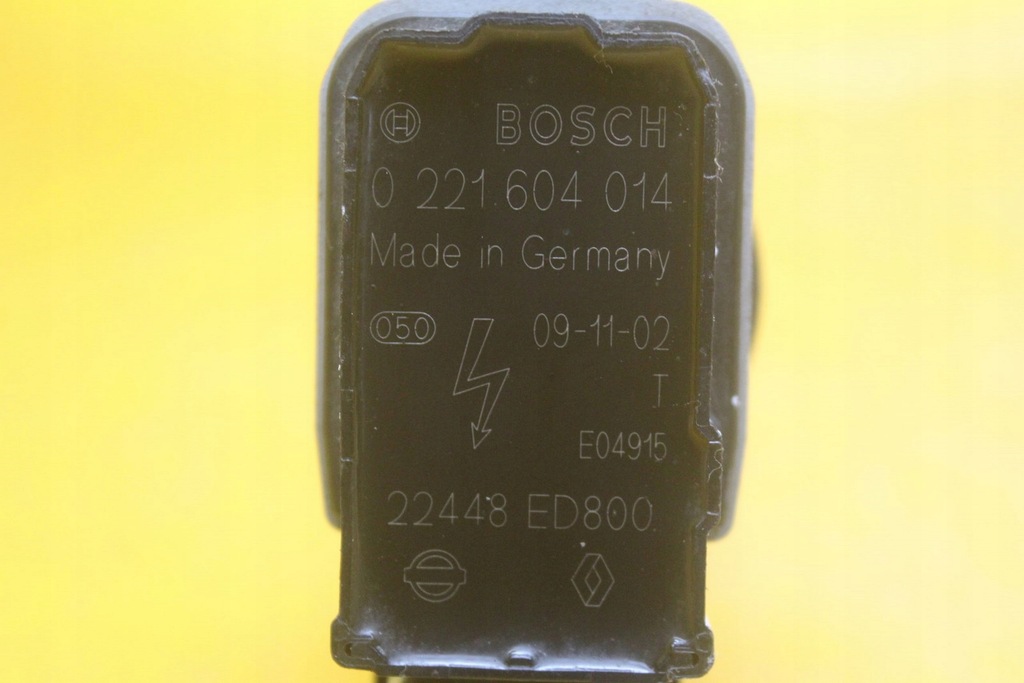 BOSCH
0 221 604 014
Made in Germany
050 09-11-02
T
E04915
22448 ED800